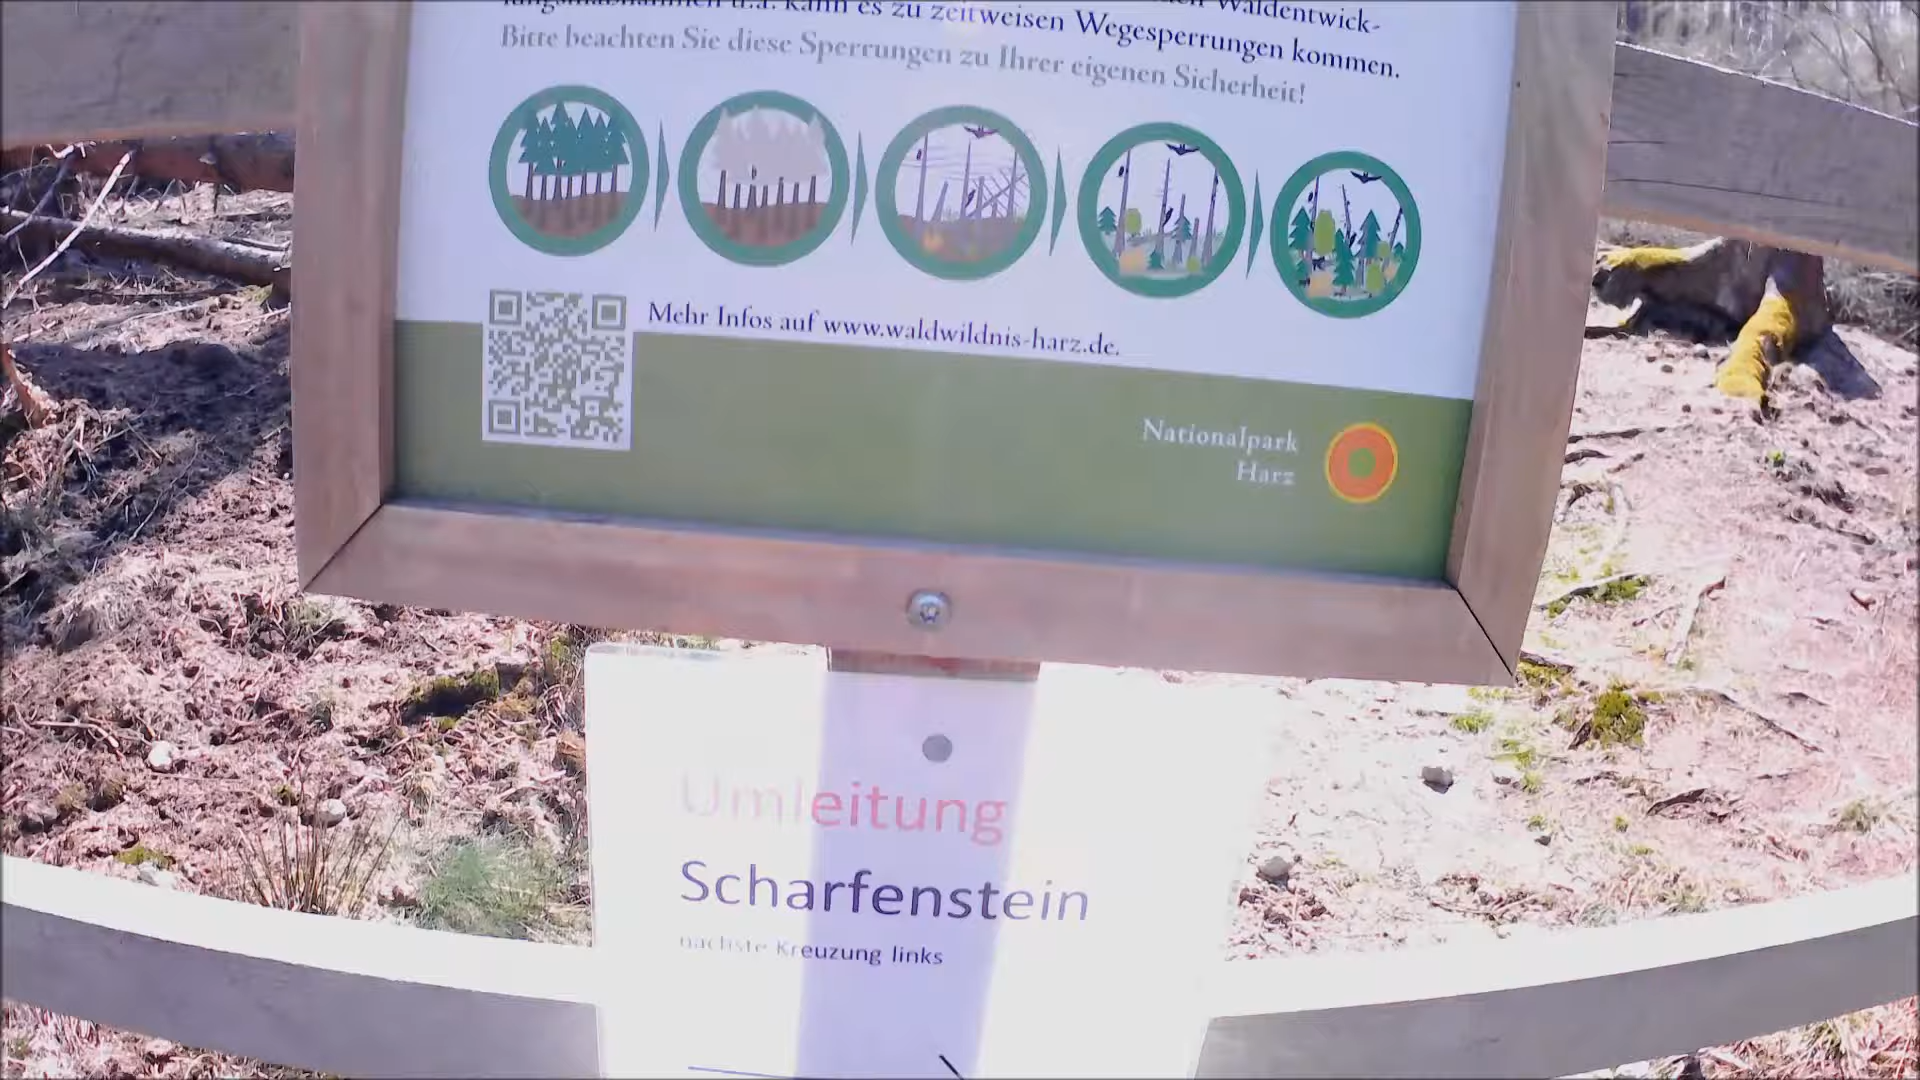 u.a. kann es zu zeitweisen Wegesperrungen kommen.
Bitte beachten Sie diese Sperrungen zu Ihrer eigenen Sicherheit!
Mehr Infos auf www.waldwildnis-harz.de.
Nationalpark
Harz
Umleitung
Scharfenstein
nächste Kreuzung links